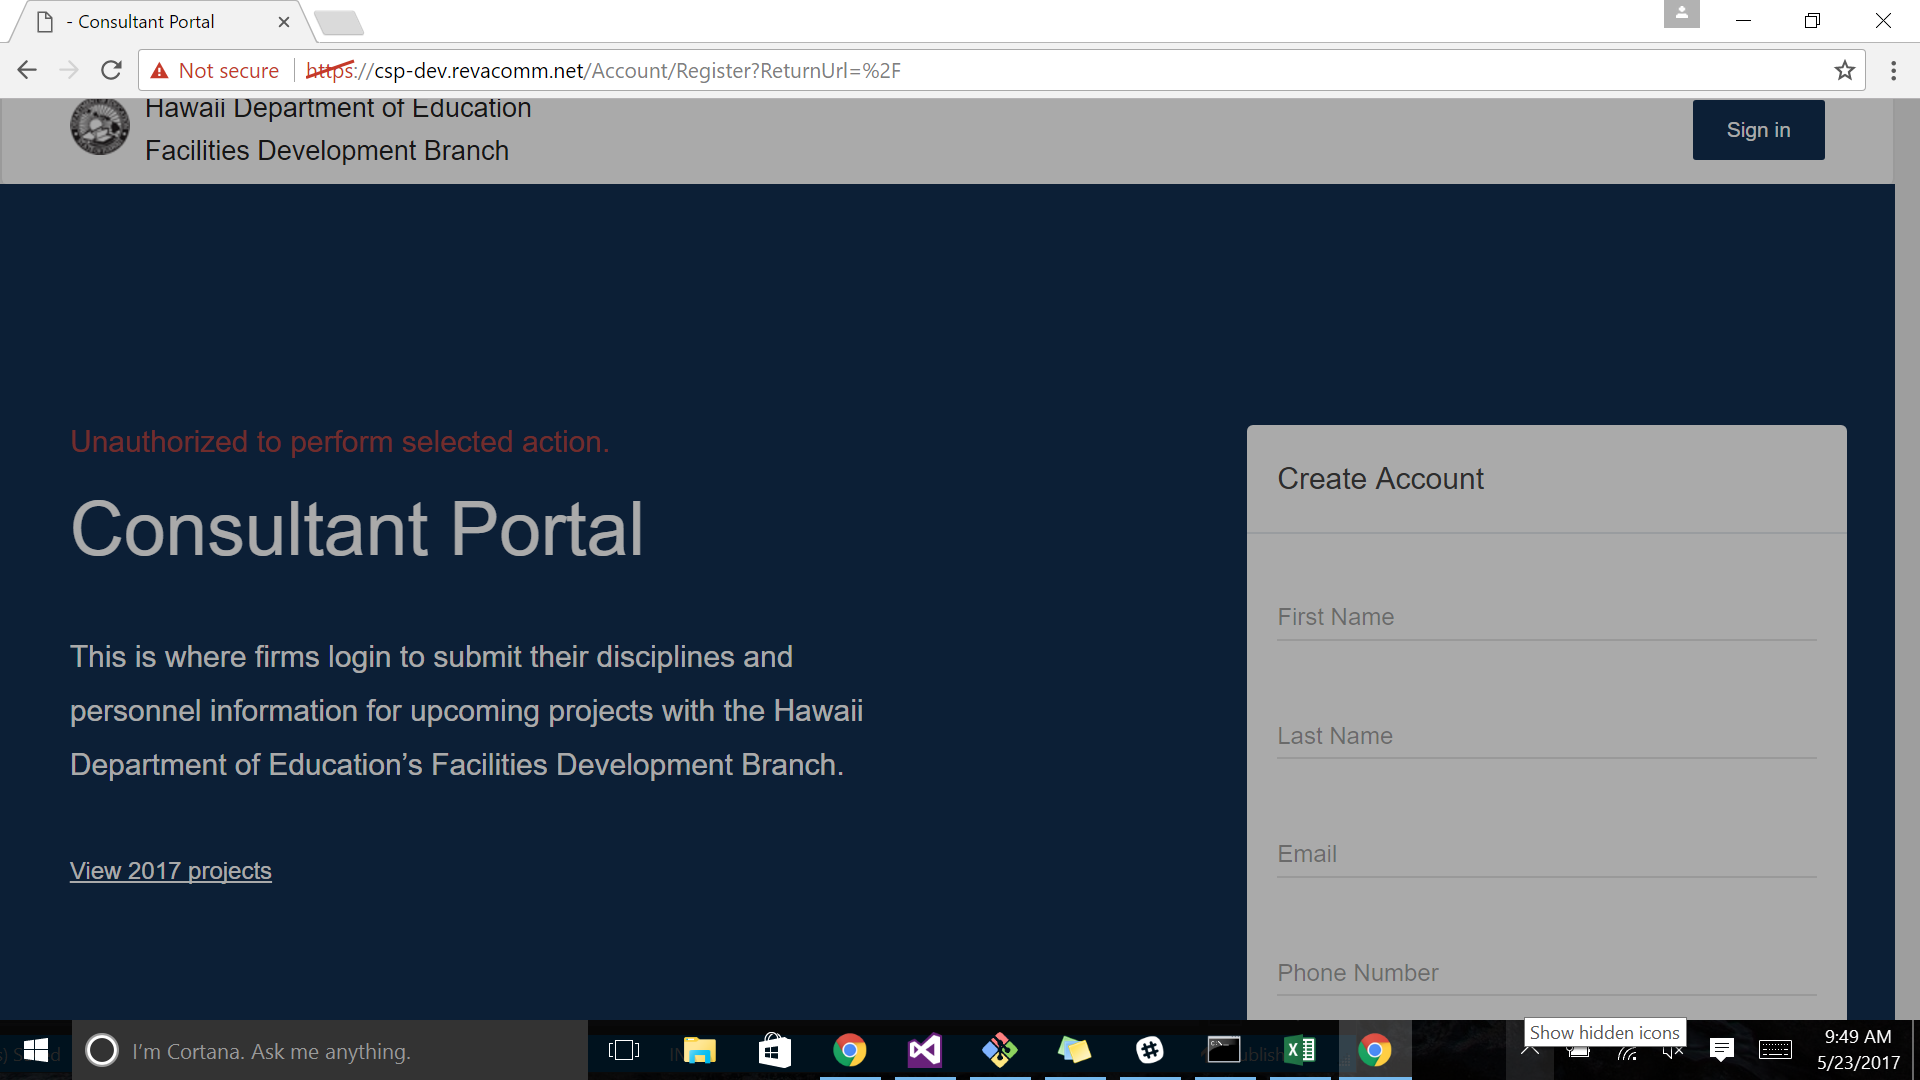 - Consultant Portal
Not secure
https://csp-dev.revacomm.net/Account/Register?ReturnUrl=%2F
Hawaii Department of Education
Facilities Development Branch
Sign in
Unauthorized to perform selected action.
Consultant Portal
This is where firms login to submit their disciplines and
personnel information for upcoming projects with the Hawaii
Department of Education’s Facilities Development Branch.
View 2017 projects
Create Account
First Name
Last Name
Email
Phone Number
Show hidden icons
I’m Cortana. Ask me anything.
9:49 AM
5/23/2017